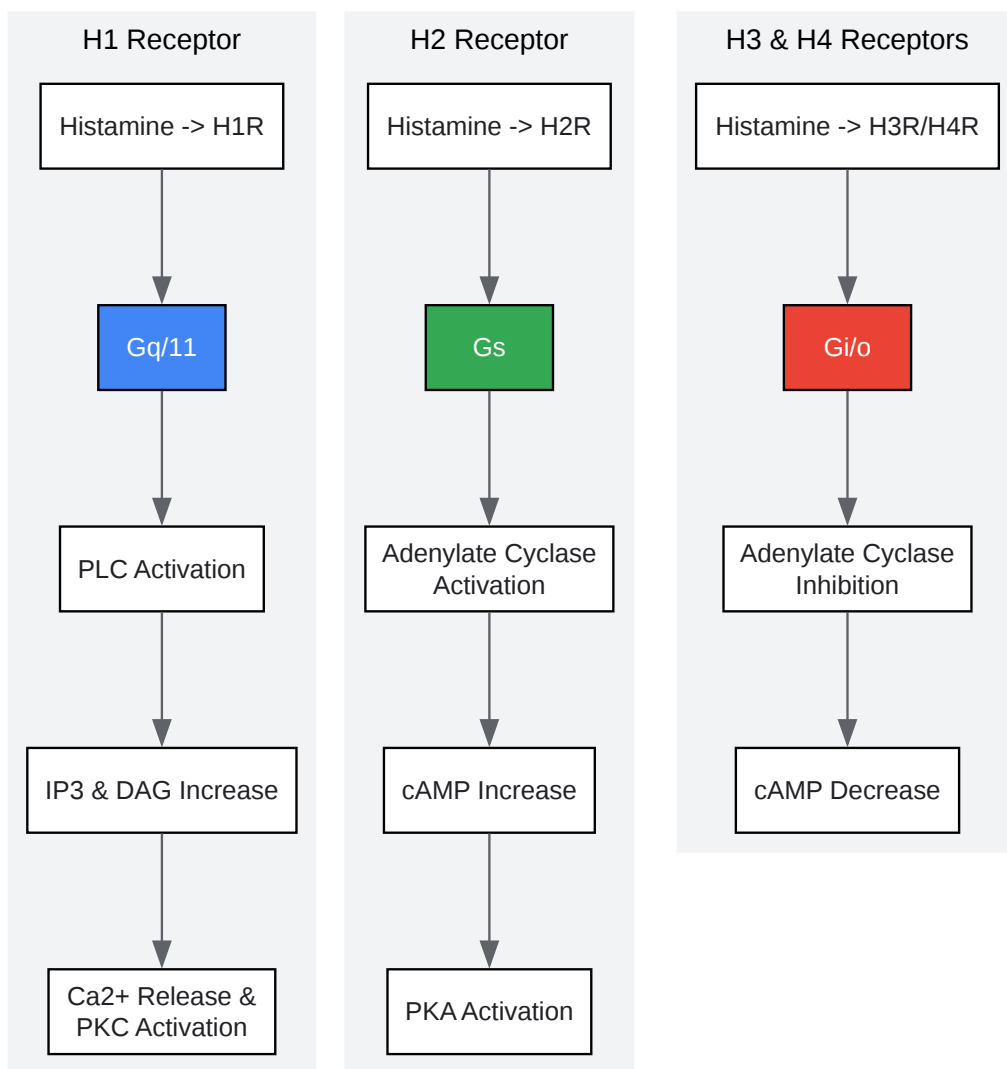 H1 Receptor
Histamine -> H1R
Gq/11
PLC Activation
IP3 & DAG Increase
Ca2+ Release &
PKC Activation
H2 Receptor
Histamine -> H2R
Gs
Adenylate Cyclase
Activation
cAMP Increase
PKA Activation
H3 & H4 Receptors
Histamine -> H3R/H4R
Gi/o
Adenylate Cyclase
Inhibition
cAMP Decrease